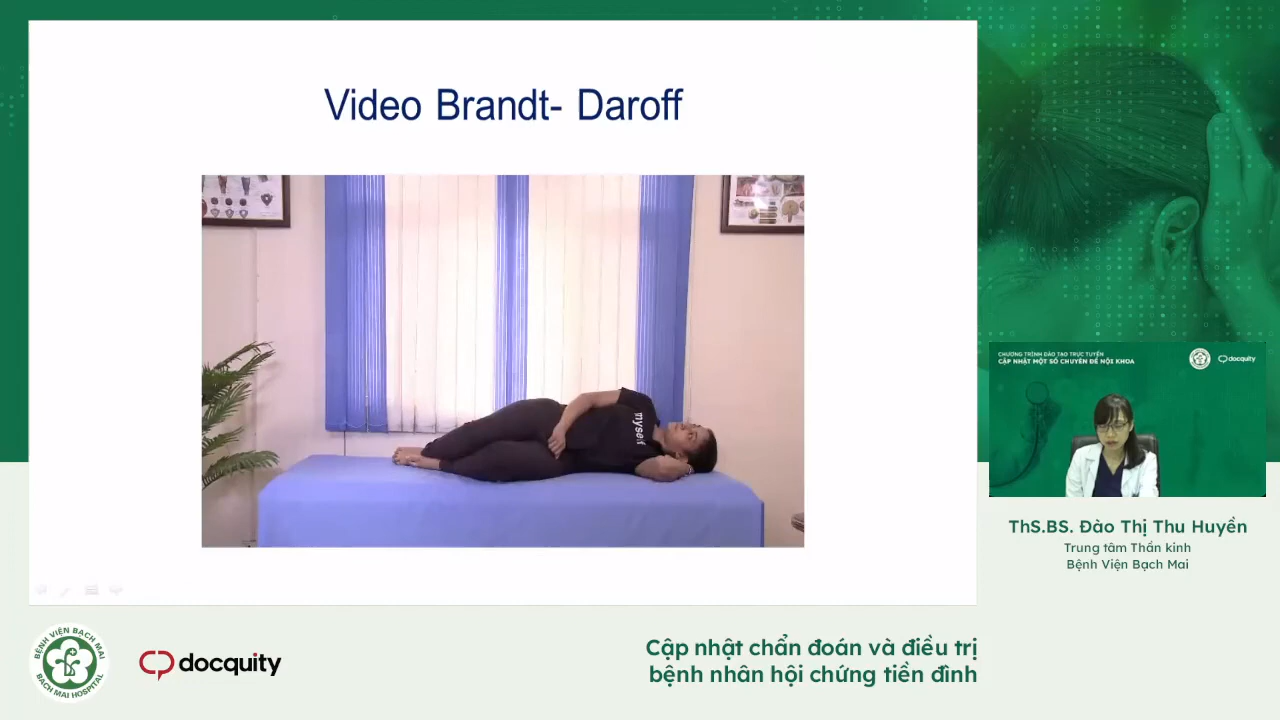 Video Brandt- Daroff
myself
CHƯƠNG TRÌNH ĐÀO TẠO TRỰC TUYẾN
CẬP NHẬT MỘT SỐ CHUYÊN ĐỀ NỘI KHOA
docquity
ThS.BS. Đào Thị Thu Huyền
Trung tâm Thần kinh
Bệnh Viện Bạch Mai
BỆNH VIỆN BẠCH MAI
BACH MAI HOSPITAL
docquity
Cập nhật chẩn đoán và điều trị
bệnh nhân hội chứng tiền đình